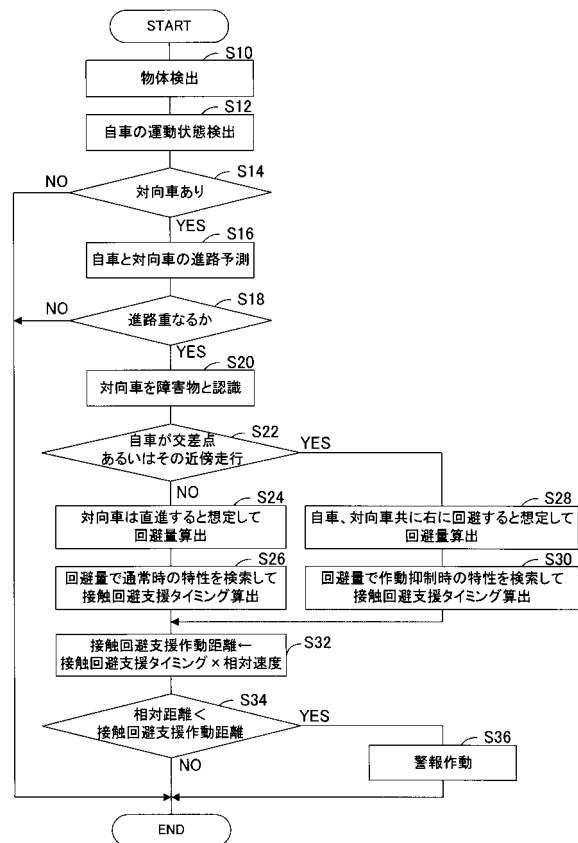 START
S10
物体検出
S12
自車の運動状態検出
S14
NO
対向車あり
YES
S16
自車と対向車の進路予測
S18
NO
進路重なるか
YES
S20
対向車を障害物と認識
S22
自車が交差点
あるいはその近傍走行
YES
NO
S24
対向車は直進すると想定して
回避量算出
S28
自車、対向車共に右に回避すると想定して
回避量算出
S26
回避量で通常時の特性を検索して
接触回避支援タイミング算出
S30
回避量で作動抑制時の特性を検索して
接触回避支援タイミング算出
S32
接触回避支援作動距離←
接触回避支援タイミング×相対速度
S34
相対距離<
接触回避支援作動距離
YES
NO
S36
警報作動
END